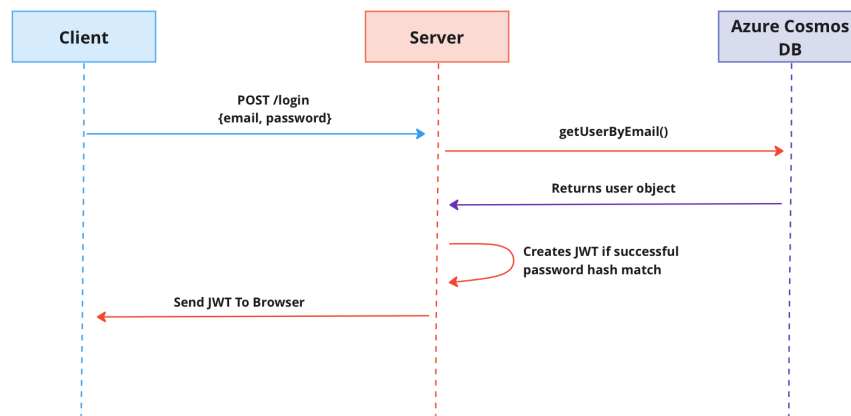 Client
Server
Azure Cosmos
DB
POST /login
{email, password}
getUserByEmail()
Returns user object
Creates JWT if successful
password hash match
Send JWT To Browser